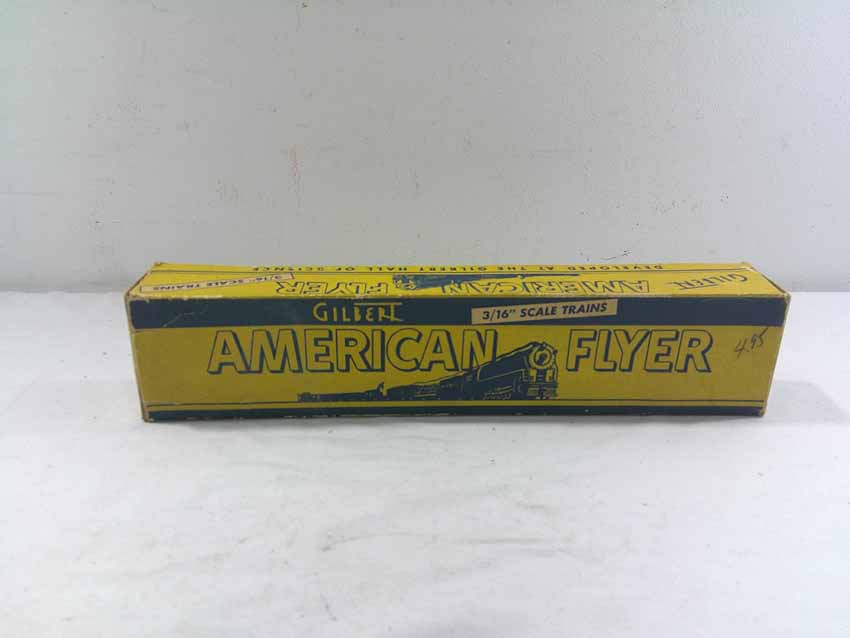 DEVELOPED AT THE GILBERT HALL OF SCIENCE
3/16" SCALE TRAINS
AMERICAN FLYER
GILBERT
GILBERT
3/16" SCALE TRAINS
AMERICAN FLYER
4.95